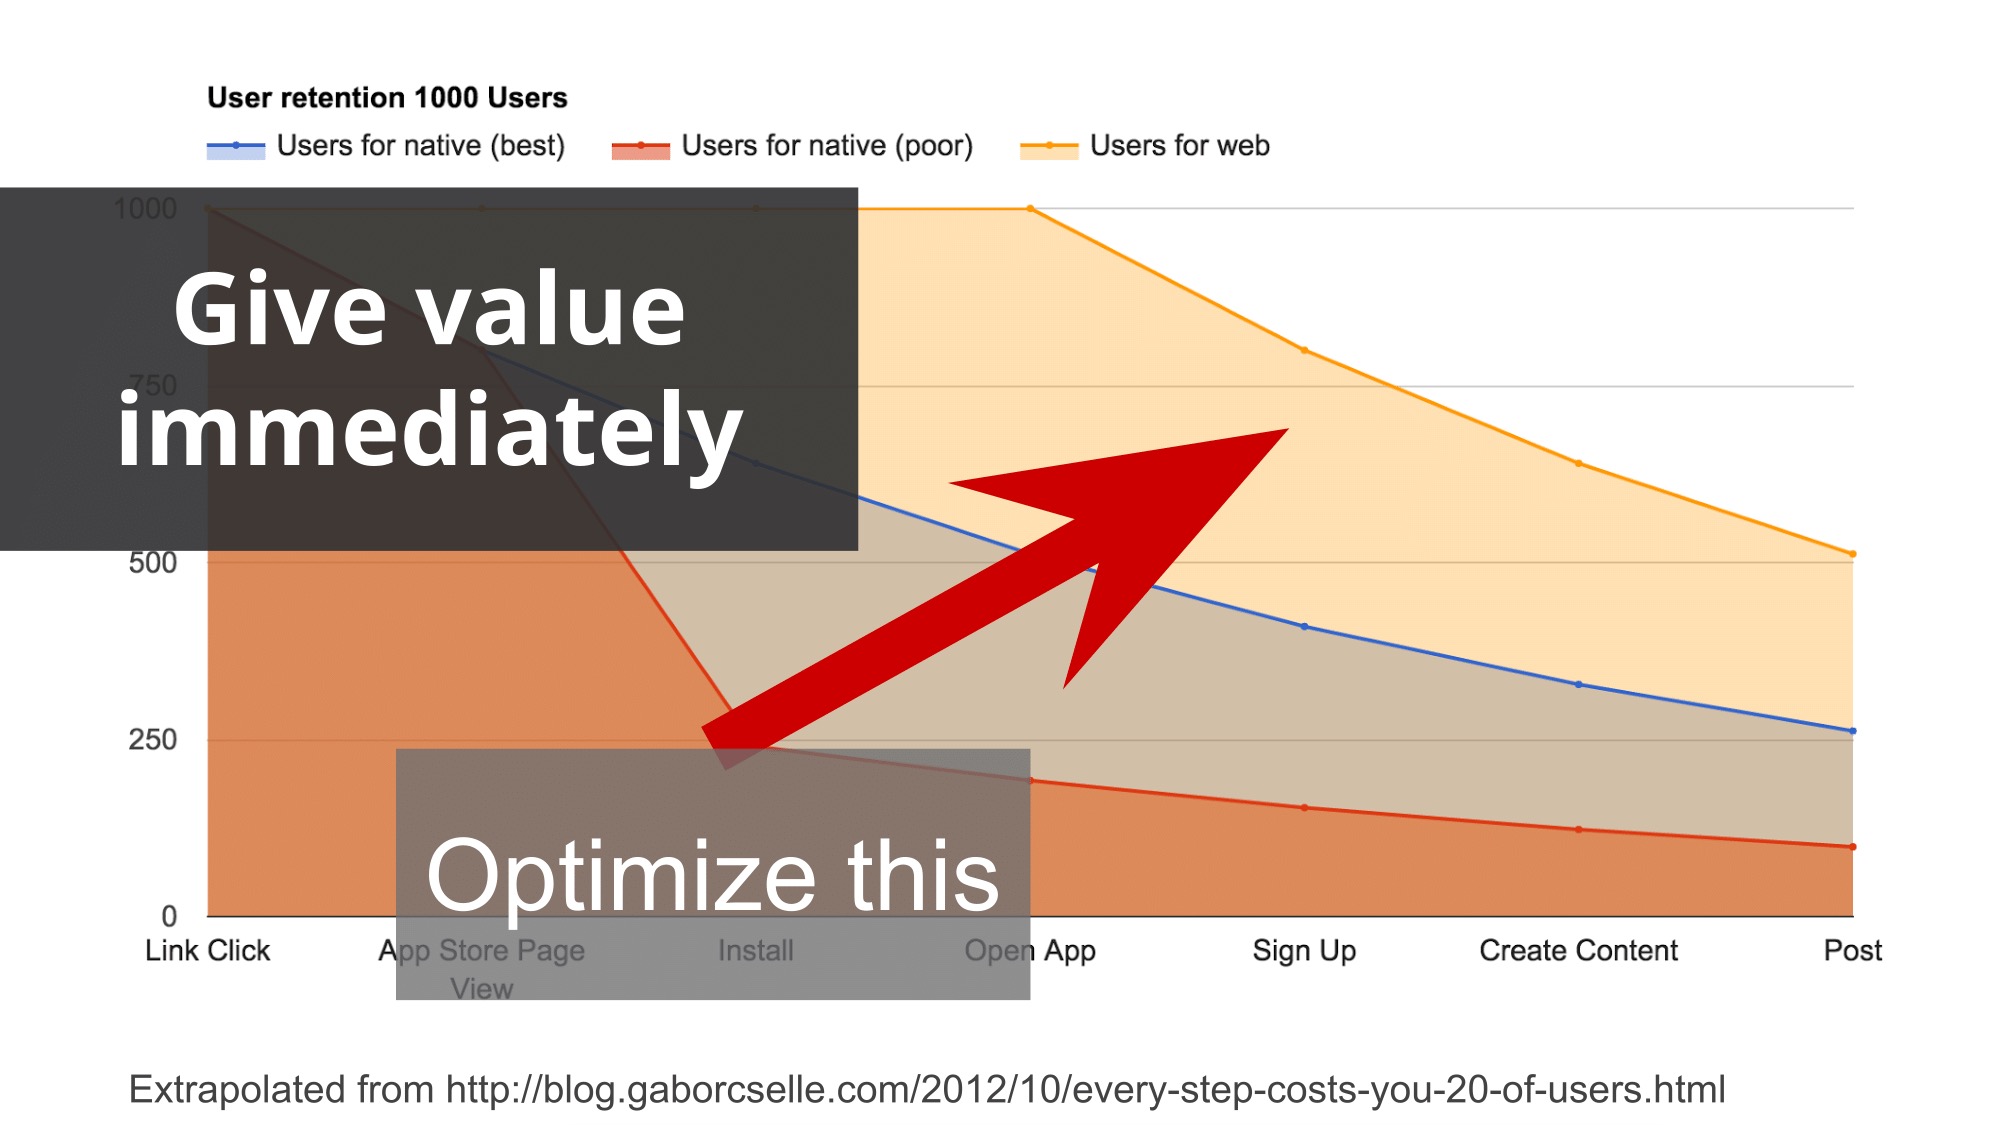 User retention 1000 Users
Users for native (best) Users for native (poor) Users for web
1000
Give value
immediately
750
500
250
0
Optimize this
Link Click App Store Page View Install Open App Sign Up Create Content Post
Extrapolated from http://blog.gaborcselle.com/2012/10/every-step-costs-you-20-of-users.html